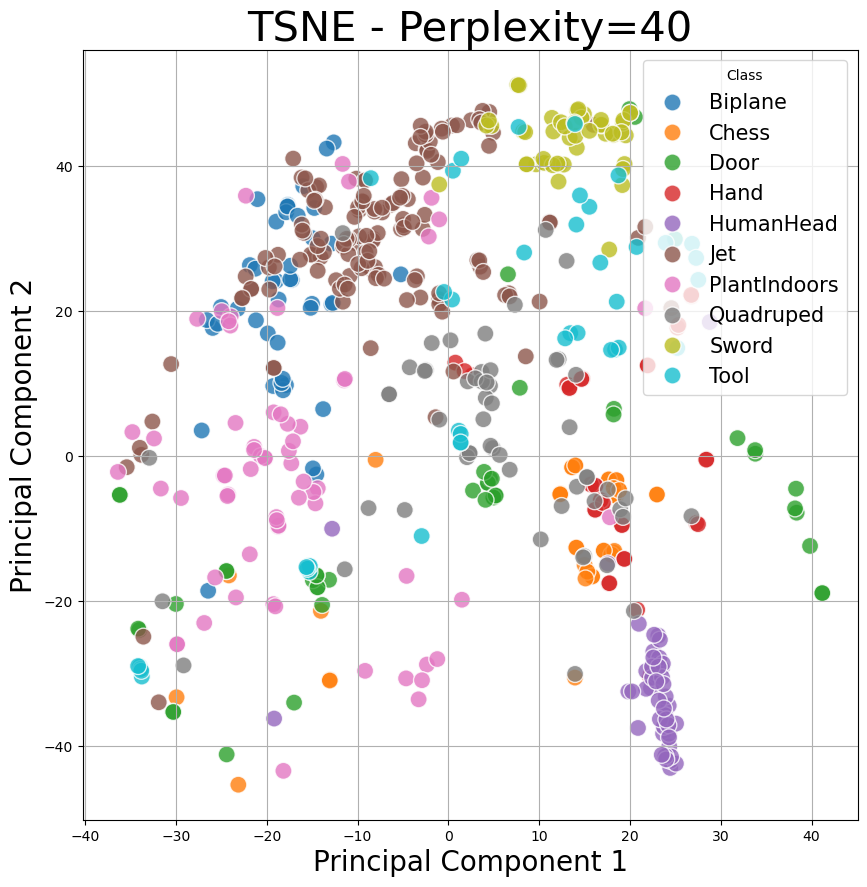 TSNE - Perplexity=40
Class
Biplane
Chess
Door
Hand
HumanHead
Jet
PlantIndoors
Quadruped
Sword
Tool
40
20
0
−20
−40
Principal Component 2
−40 −30 −20 −10 0 10 20 30 40
Principal Component 1